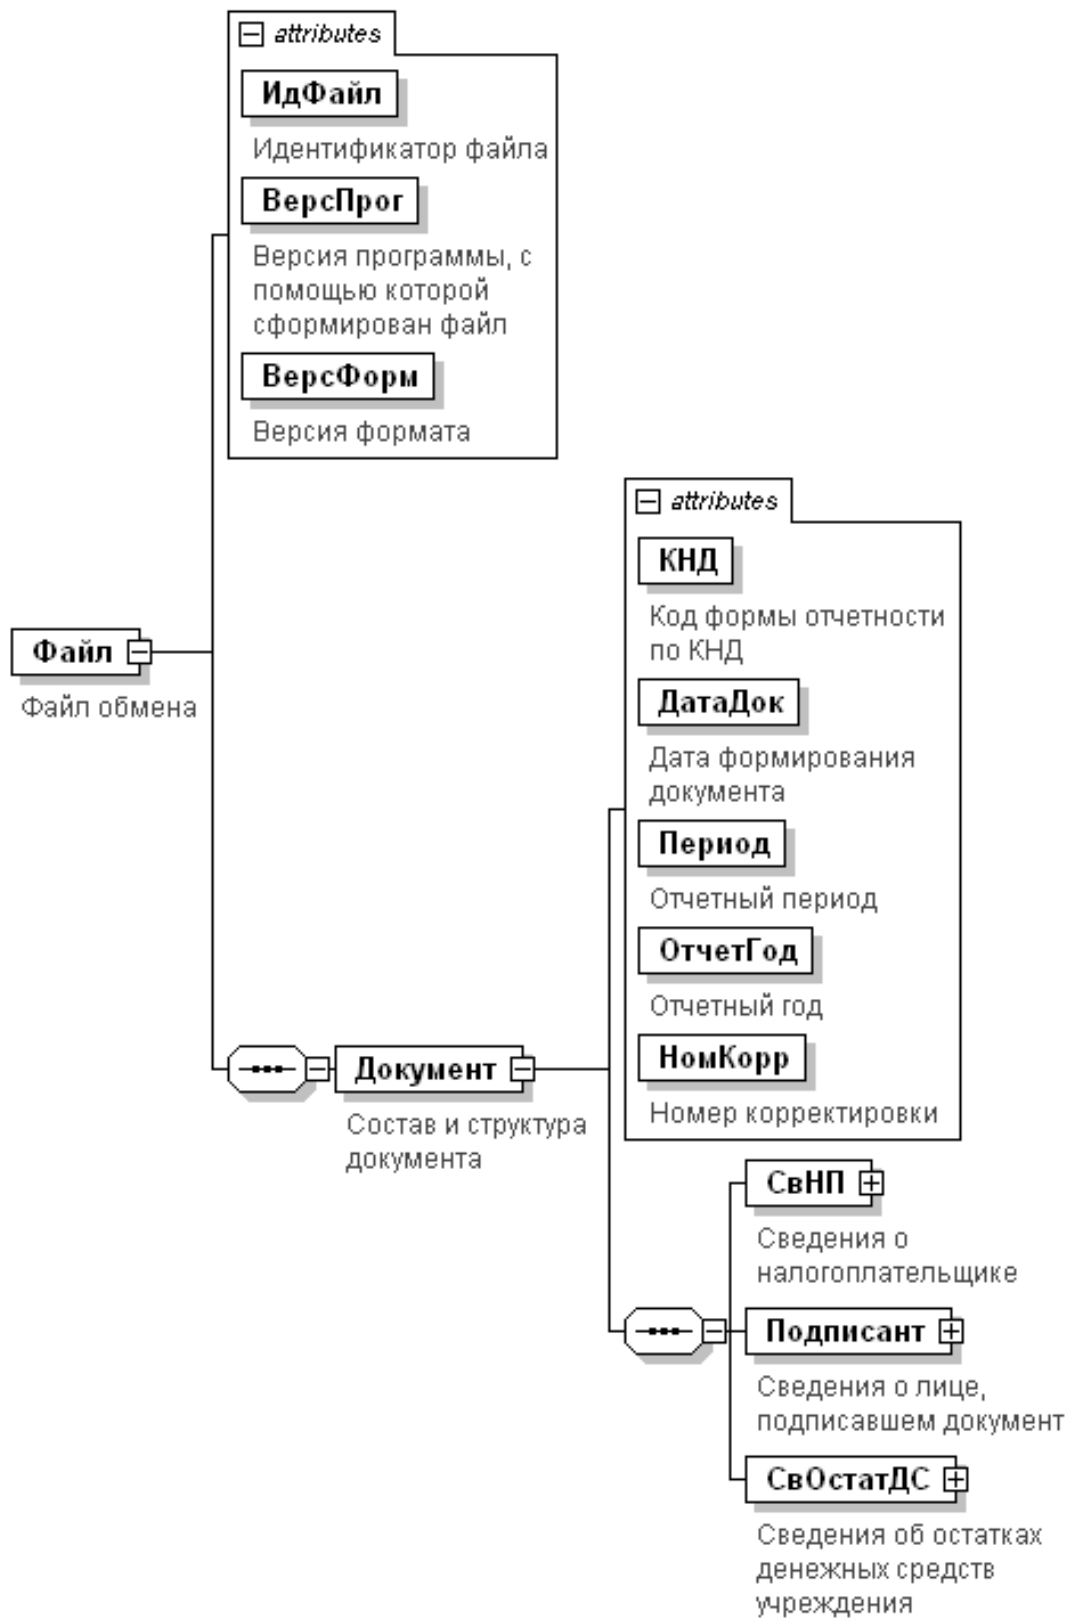 attributes
ИдФайл
Идентификатор файла
ВерсПрог
Версия программы, с
помощью которой
сформирован файл
ВерсФорм
Версия формата
Файл
Файл обмена
Документ
Состав и структура
документа
attributes
КНД
Код формы отчетности
по КНД
ДатаДок
Дата формирования
документа
Период
Отчетный период
ОтчетГод
Отчетный год
НомКорр
Номер корректировки
СвНП
Сведения о
налогоплательщике
Подписант
Сведения о лице,
подписавшем документ
СвОстатДС
Сведения об остатках
денежных средств
учреждения